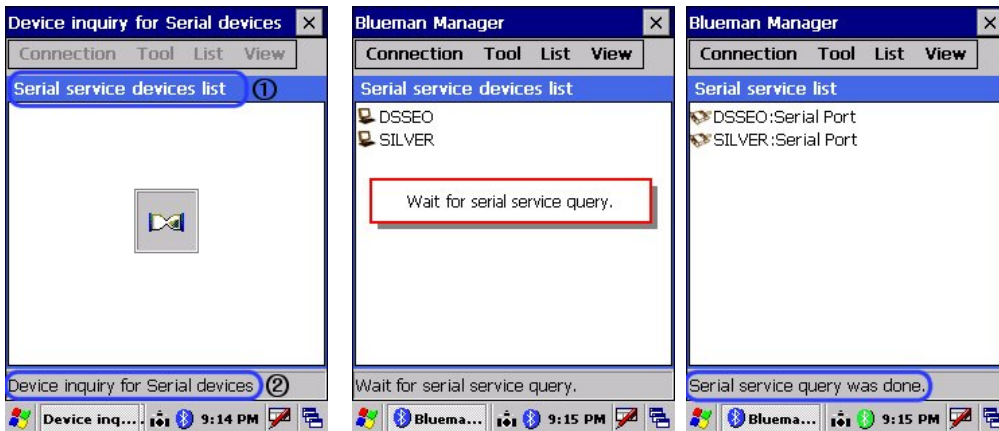 Device inquiry for Serial devices
Connection Tool List View
Serial service devices list ①
Device inquiry for Serial devices ②
Device inq... 9:14 PM
Blueman Manager
Connection Tool List View
Serial service devices list
DSSEO
SILVER
Wait for serial service query.
Wait for serial service query.
Bluema... 9:15 PM
Blueman Manager
Connection Tool List View
Serial service list
DSSEO:Serial Port
SILVER:Serial Port
Serial service query was done.
Bluema... 9:15 PM